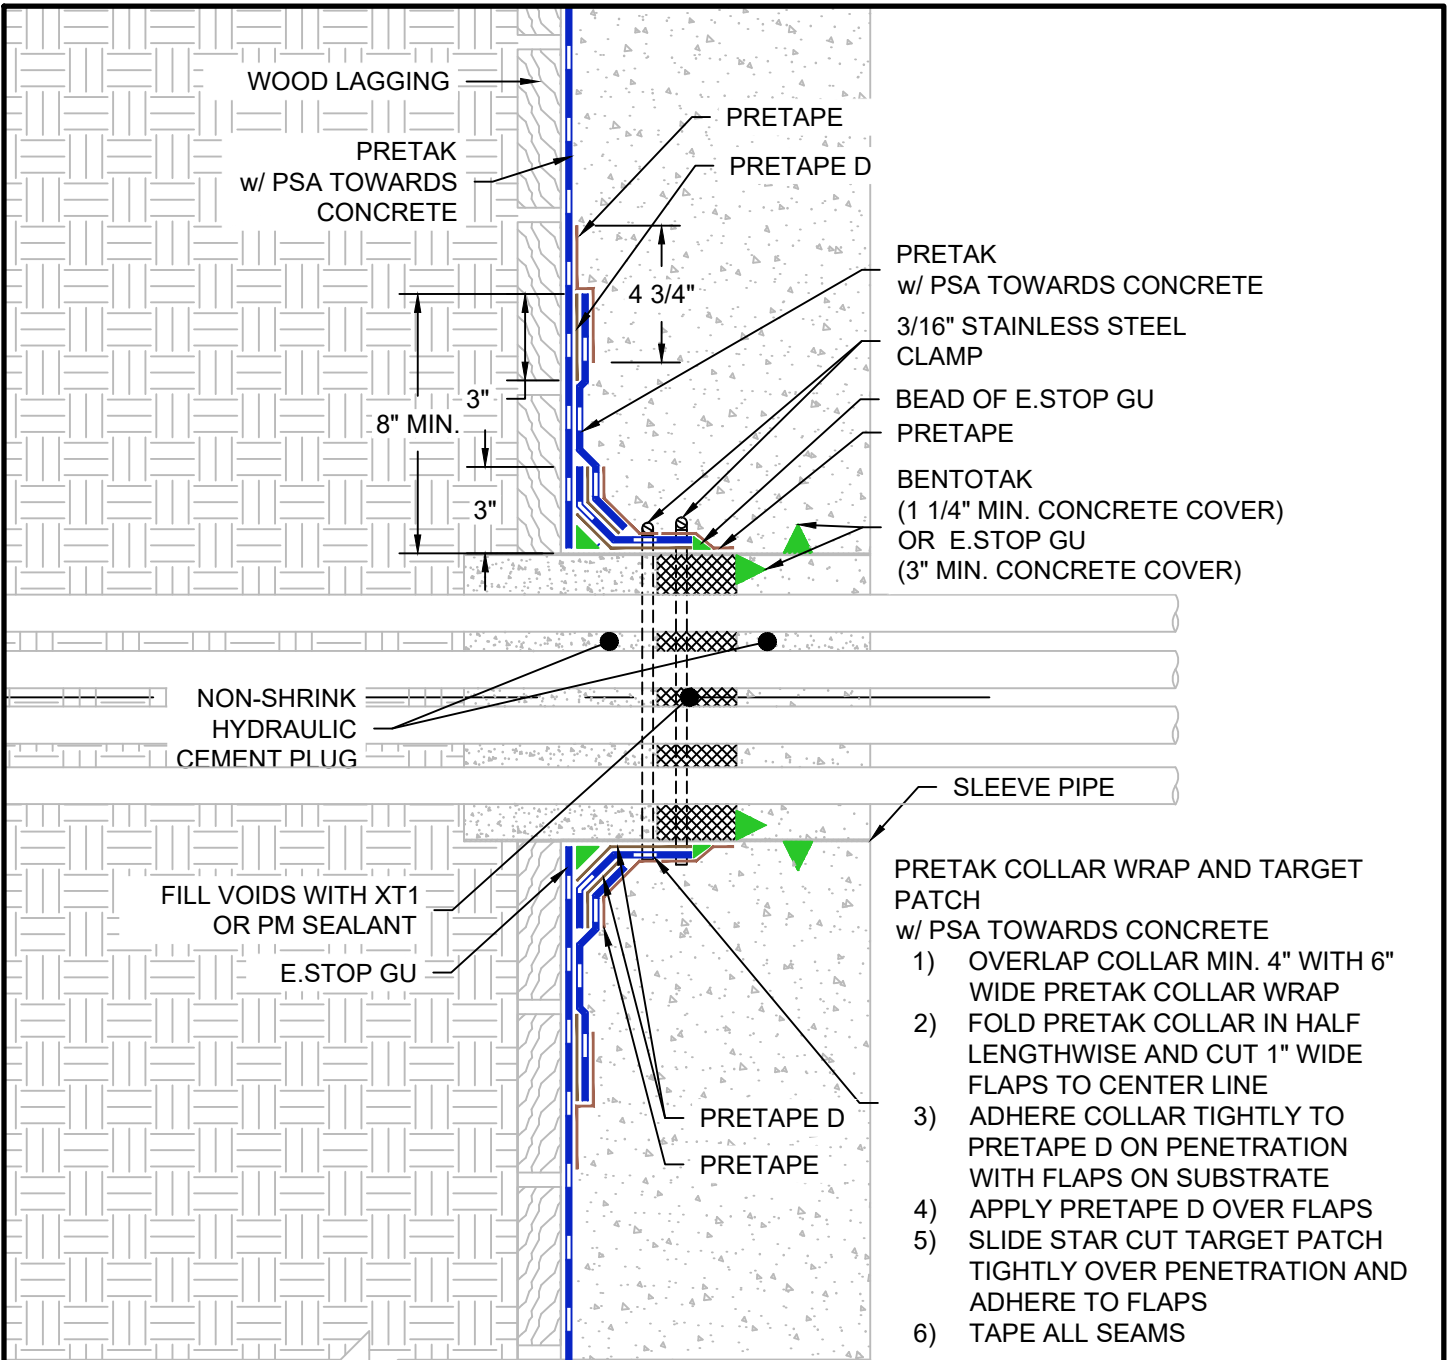 WOOD LAGGING
PRETAK
w/ PSA TOWARDS
CONCRETE
PRETAPE
PRETAPE D
4 3/4"
3"
8" MIN.
3"
PRETAK
w/ PSA TOWARDS CONCRETE
3/16" STAINLESS STEEL
CLAMP
BEAD OF E.STOP GU
PRETAPE
BENTOTAK
(1 1/4" MIN. CONCRETE COVER)
OR E.STOP GU
(3" MIN. CONCRETE COVER)
NON-SHRINK
HYDRAULIC
CEMENT PLUG
SLEEVE PIPE
FILL VOIDS WITH XT1
OR PM SEALANT
E.STOP GU
PRETAPE D
PRETAPE
PRETAK COLLAR WRAP AND TARGET
PATCH
w/ PSA TOWARDS CONCRETE
1) OVERLAP COLLAR MIN. 4" WITH 6"
WIDE PRETAK COLLAR WRAP
2) FOLD PRETAK COLLAR IN HALF
LENGTHWISE AND CUT 1" WIDE
FLAPS TO CENTER LINE
3) ADHERE COLLAR TIGHTLY TO
PRETAPE D ON PENETRATION
WITH FLAPS ON SUBSTRATE
4) APPLY PRETAPE D OVER FLAPS
5) SLIDE STAR CUT TARGET PATCH
TIGHTLY OVER PENETRATION AND
ADHERE TO FLAPS
6) TAPE ALL SEAMS